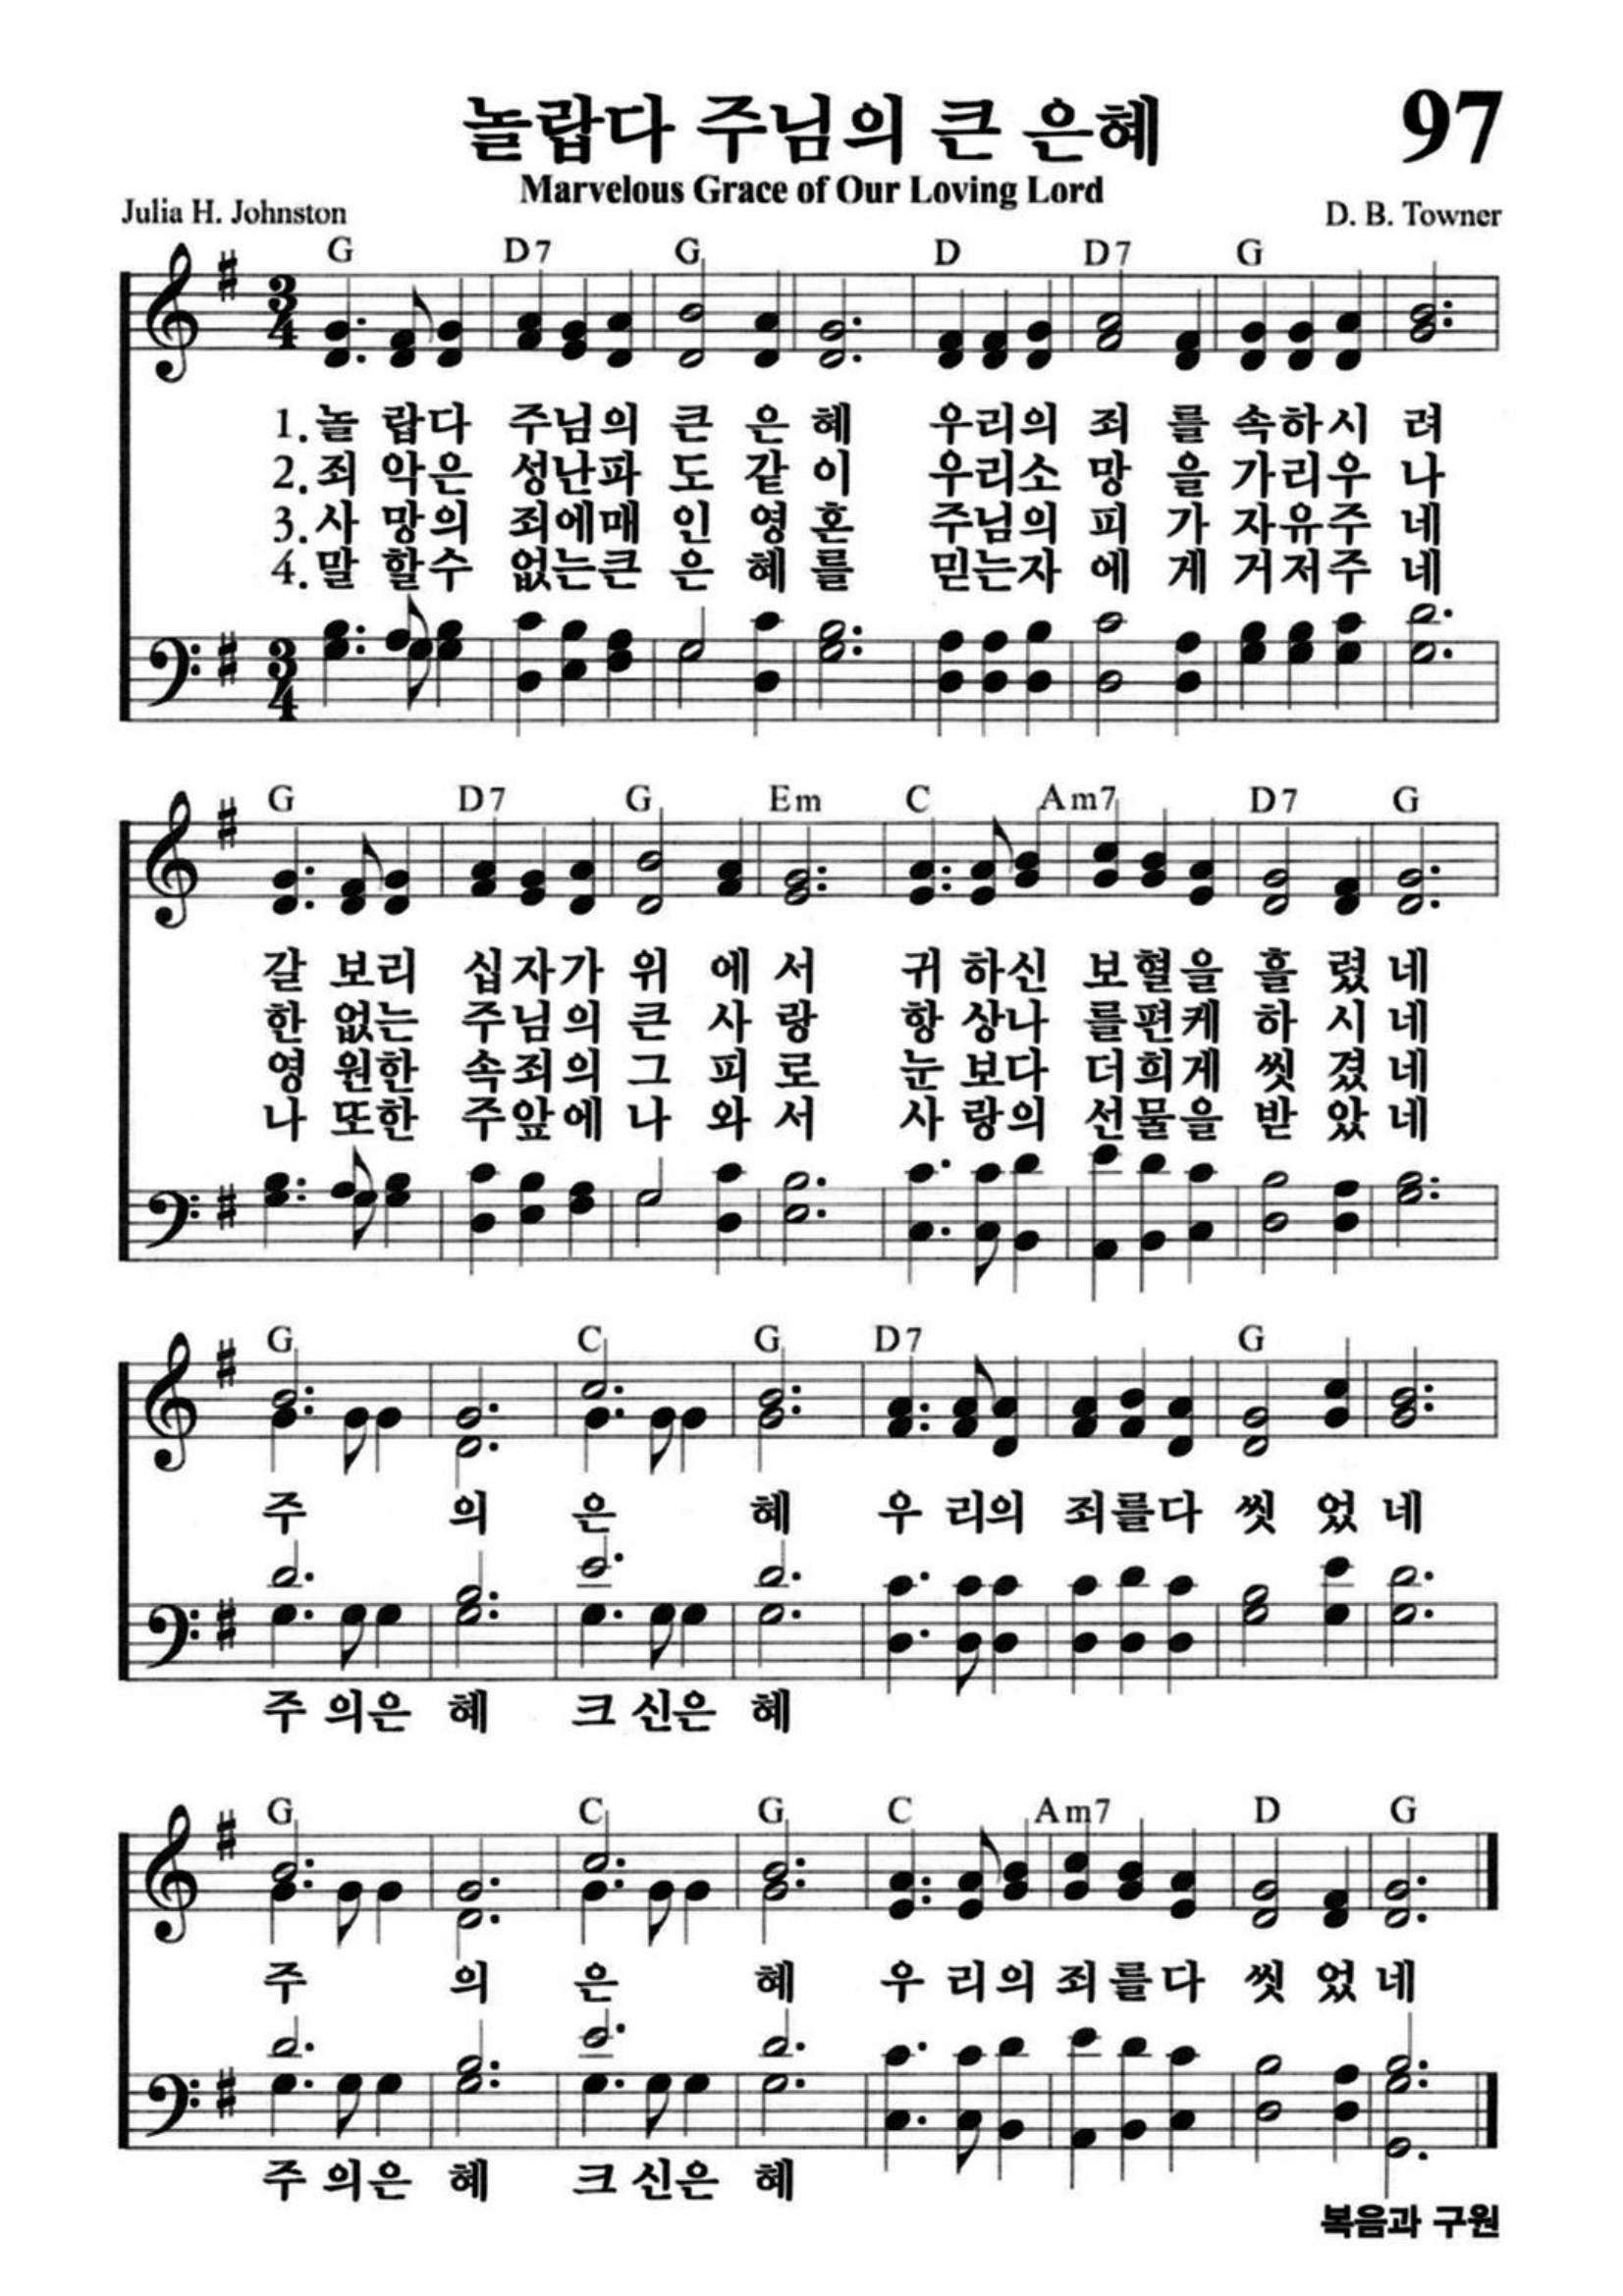 놀랍다 주님의 큰 은혜
97
Marvelous Grace of Our Loving Lord
Julia H. Johnston
D. B. Towner
G D7 G D D7 G
3 4
1. 놀 랍다 주님의 큰 은 혜 우리의 죄 를 속하시 려
2. 죄 악은 성난파 도 같 이 우리소 망 을 가리우 나
3. 사 망의 죄에매 인 영 혼 주님의 피 가 자유주 네
4. 말 할수 없는큰 은 혜 를 믿는자 에 게 거저주 네
3 4
G D7 G Em C Am7 D7 G
갈 보리 십자가 위 에 서 귀 하신 보혈을 흘 렸 네
한 없는 주님의 큰 사 랑 항 상나 를편케 하 시 네
영 원한 속죄의 그 피 로 눈 보다 더희게 씻 겼 네
나 또한 주앞에 나 와 서 사 랑의 선물을 받 았 네
G C G D7 G
주 의 은 혜 우 리의 죄를다 씻 었 네
주 의은 혜 크 신은 혜
G C G C Am7 D G
주 의 은 혜 우 리의 죄를다 씻 었 네
주 의은 혜 크 신은 혜
복음과 구원